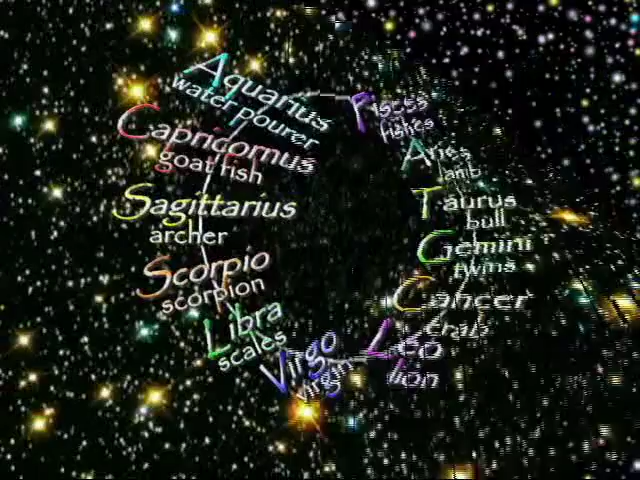 Aquarius
water pourer
Pisces
fishes
Capricornus
goat fish
Aries
lamb
Sagittarius
archer
Taurus
bull
Gemini
twins
Scorpio
scorpion
Cancer
crab
Libra
scales
Leo
lion
Virgo
virgin